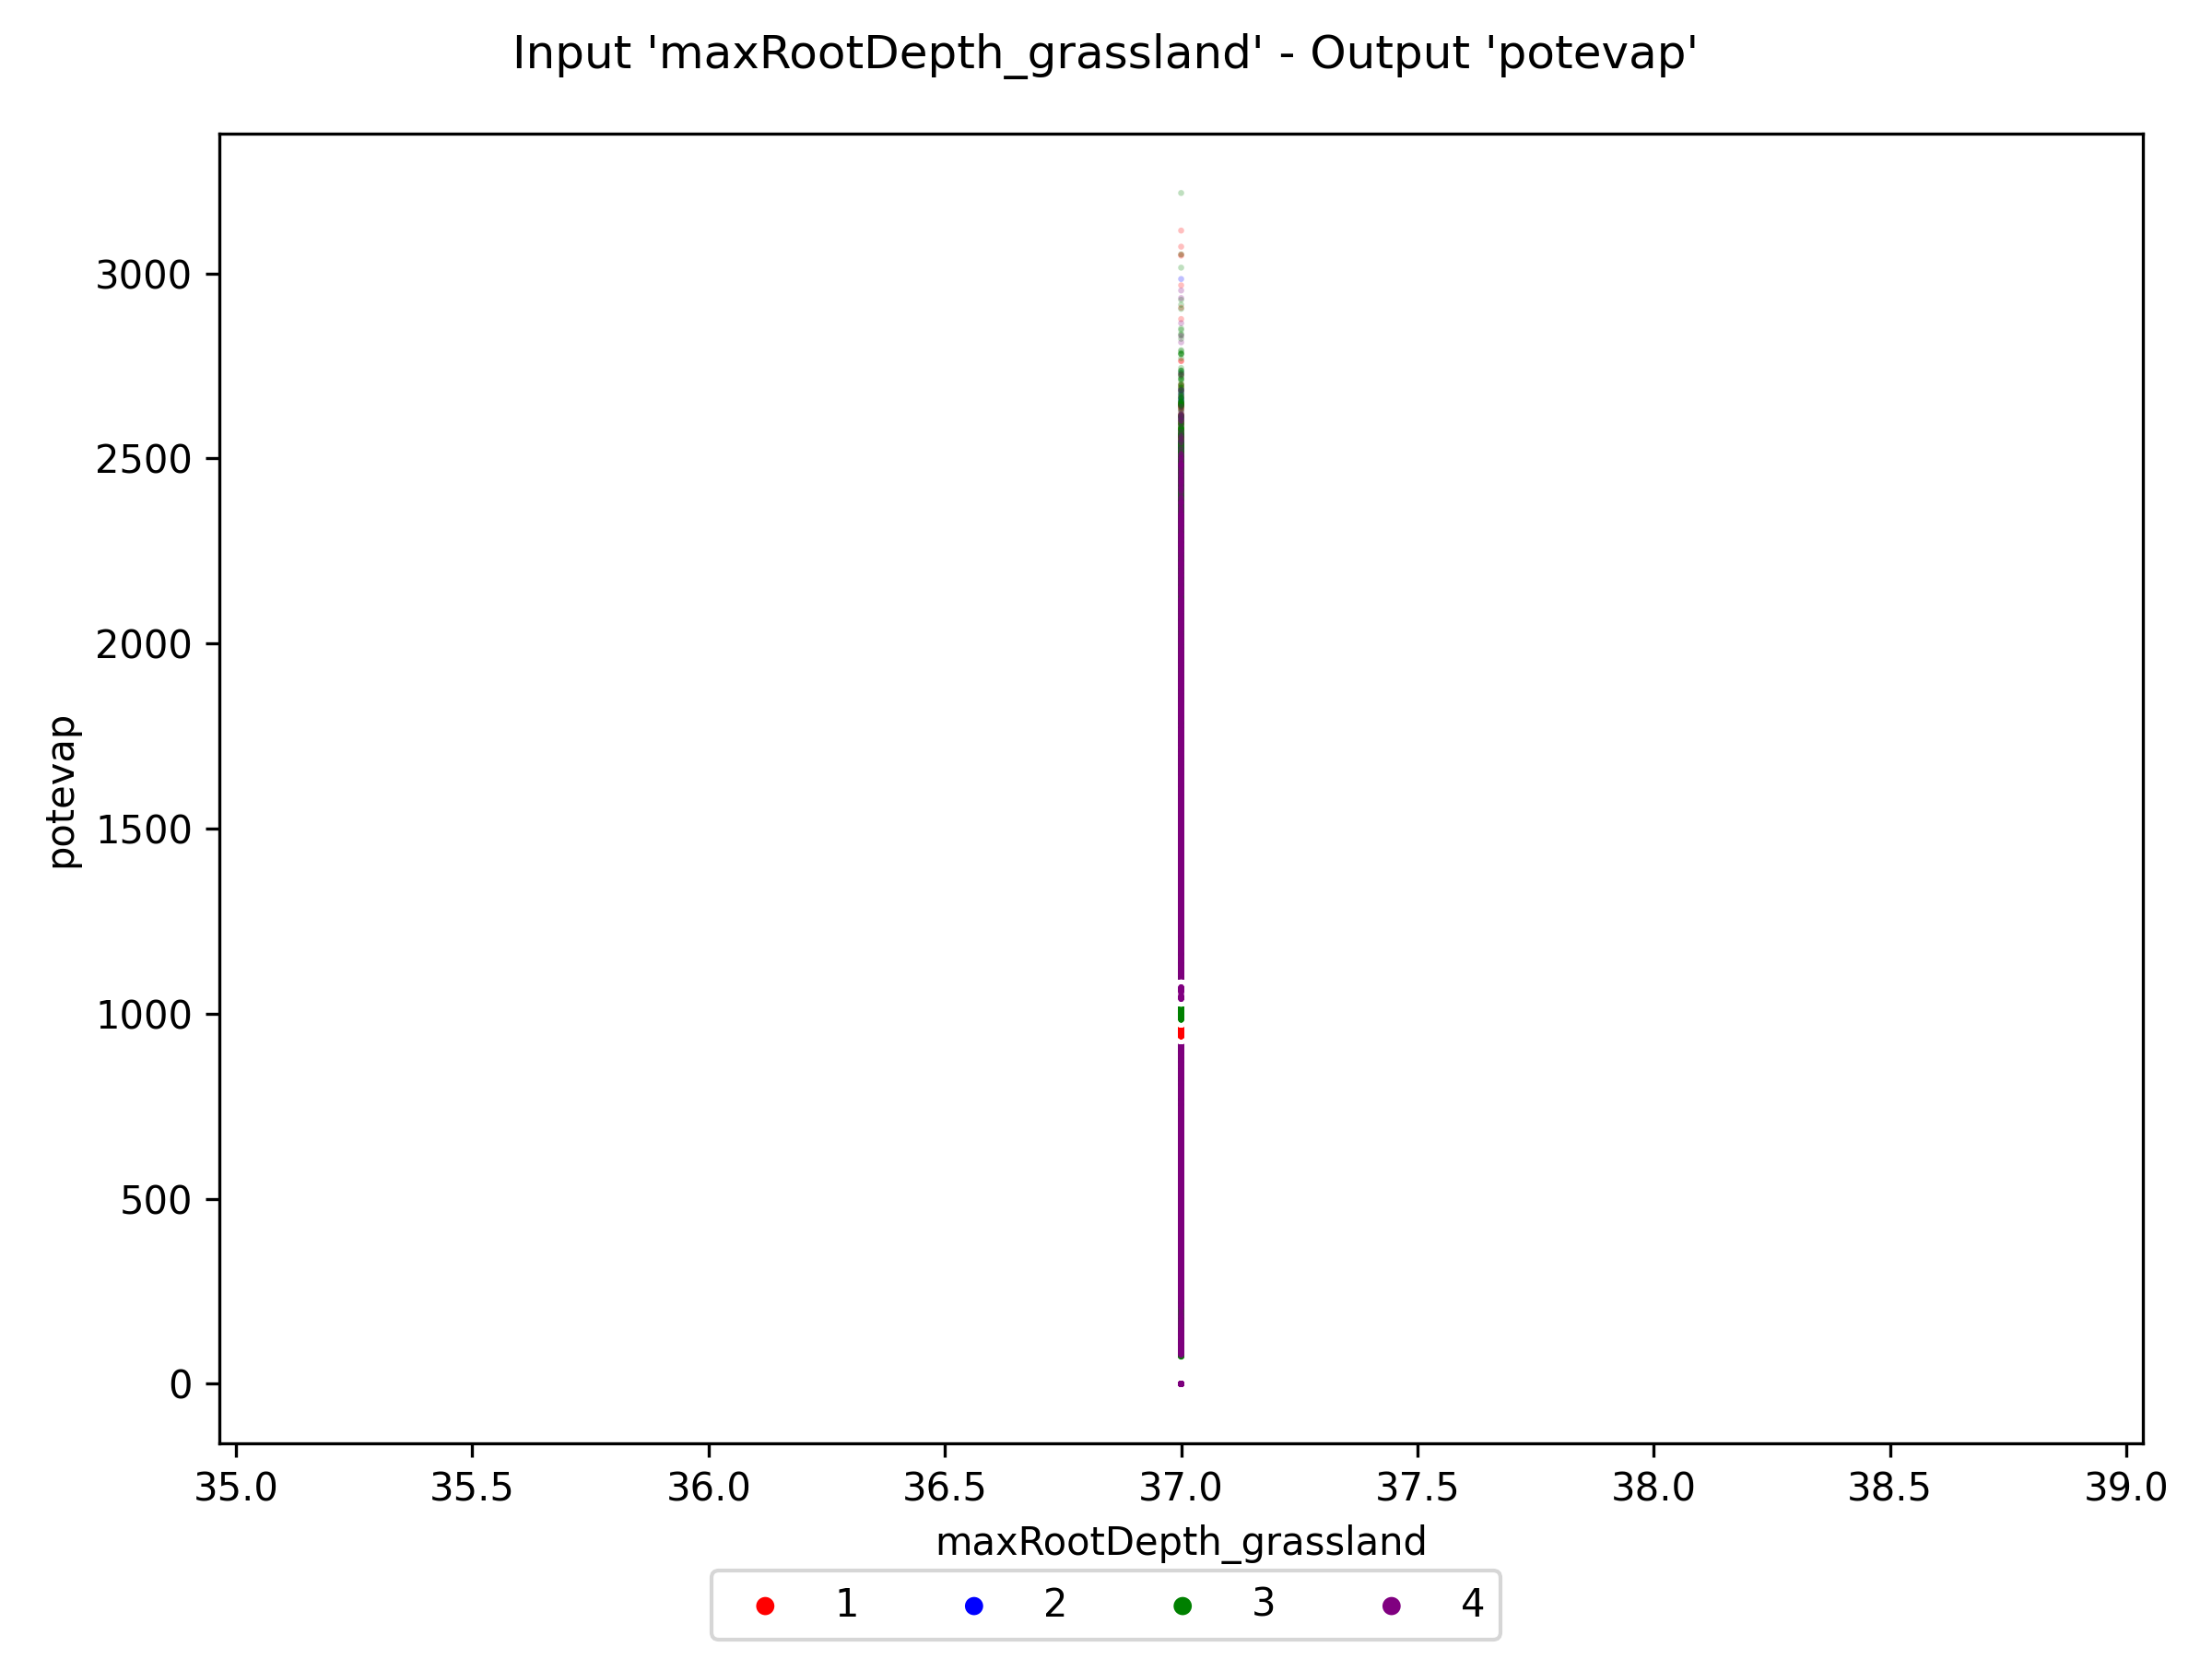 Input 'maxRootDepth_grassland' - Output 'potevap'
potevap
3000
2500
2000
1500
1000
500
0
35.0 35.5 36.0 36.5 37.0 37.5 38.0 38.5 39.0
maxRootDepth_grassland
1 2 3 4